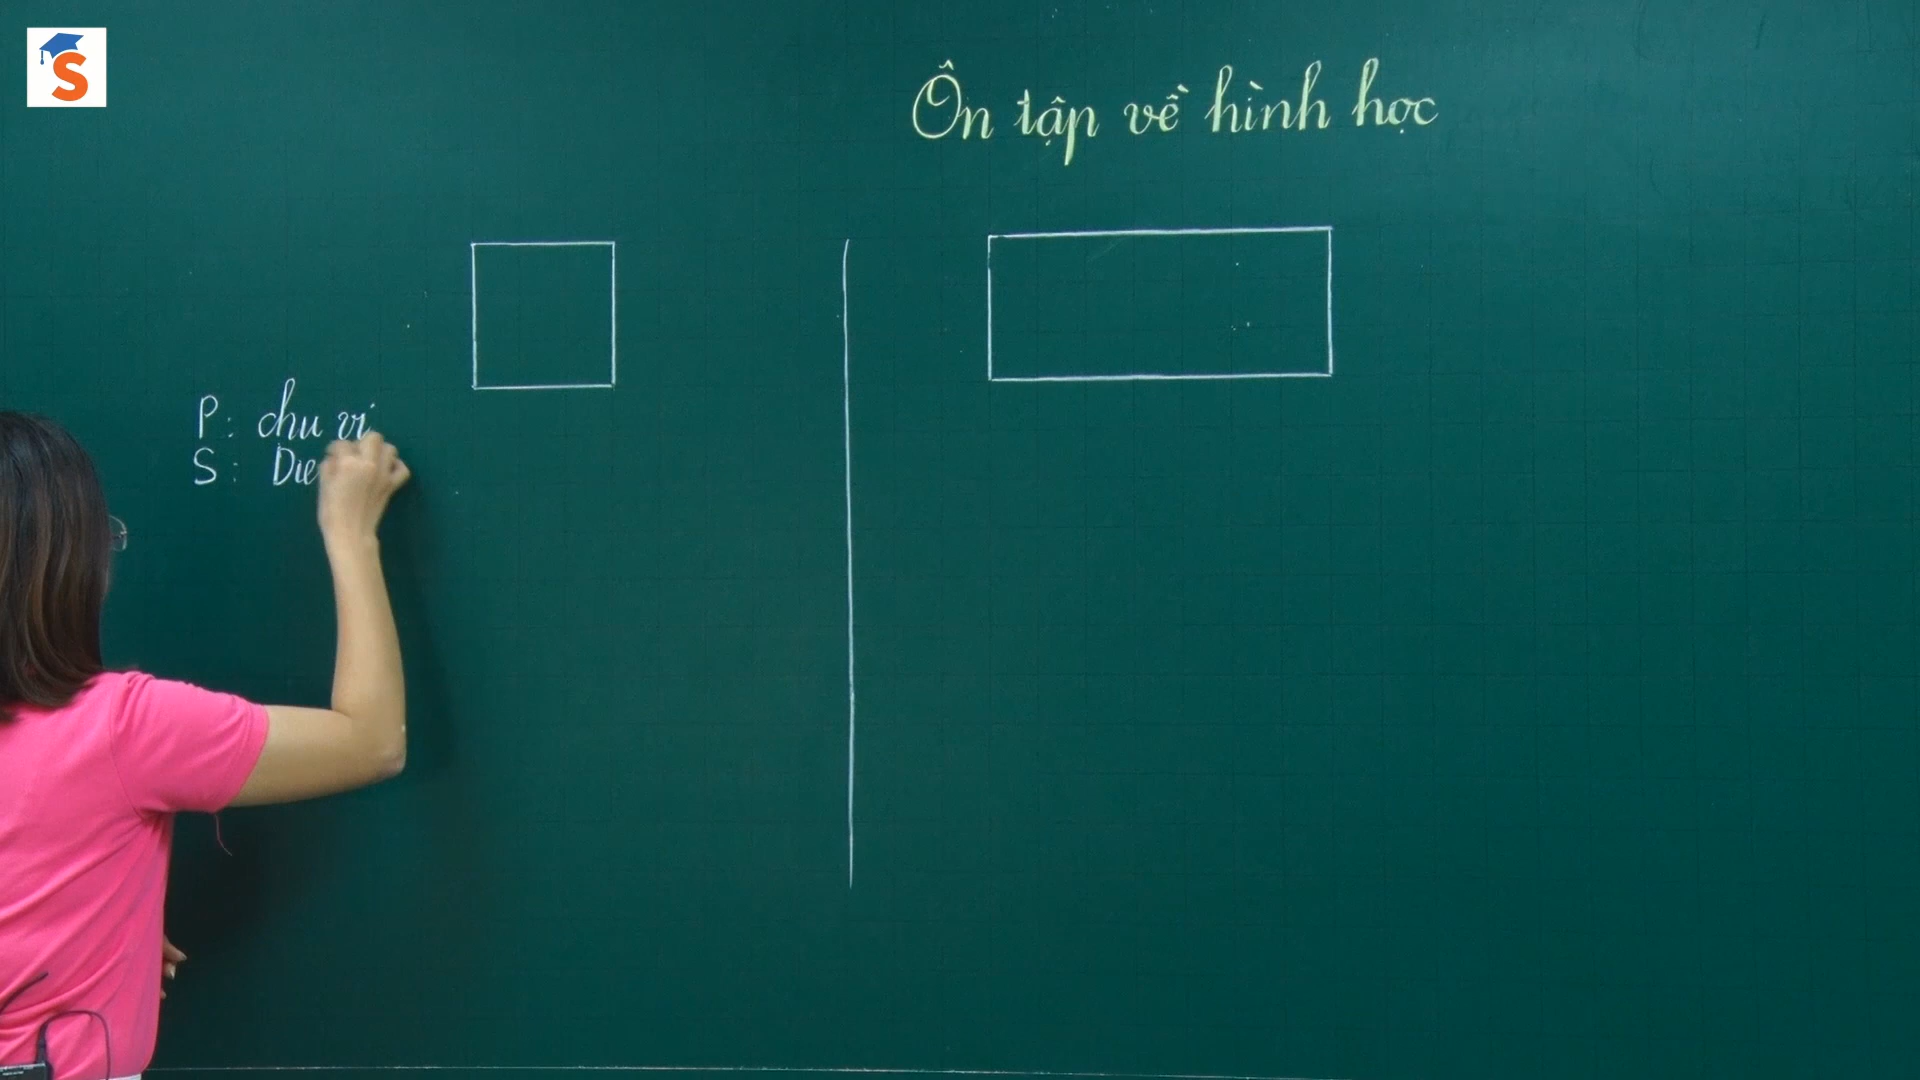 S
Ôn tập về hình học
P: chu vi
S: Die